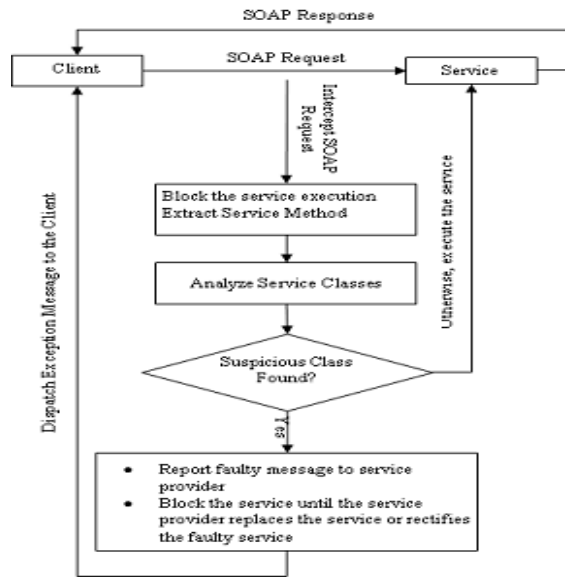 SOAP Response
Client
SOAP Request
Service
Intercept SOAP
Request
Block the service execution
Extract Service Method
Analyze Service Classes
Suspicious Class
Found?
Otherwise, execute the service
Yes
Dispatch Exception Message to the Client
• Report faulty message to service
provider
• Block the service until the service
provider replaces the service or rectifies
the faulty service